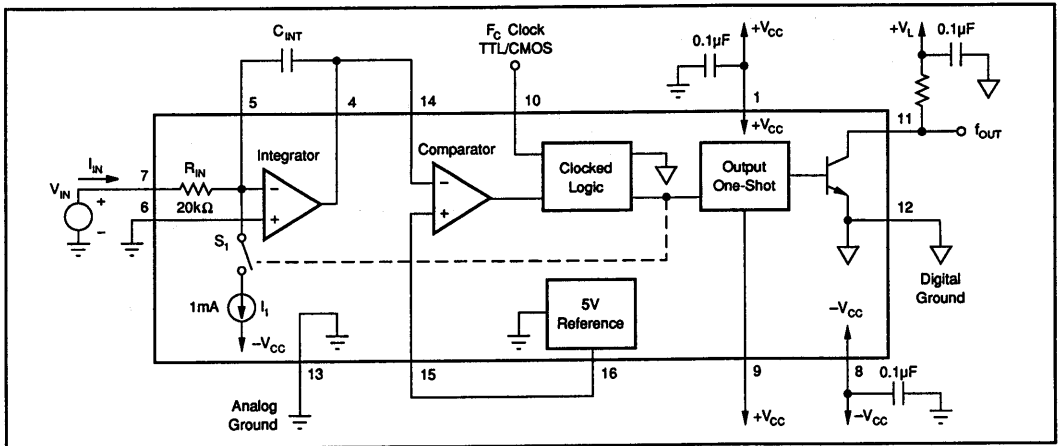 C_INT
F_C Clock
TTL/CMOS
0.1µF
+V_CC
+V_L
0.1µF
5
4
14
10
1
11
f_OUT
+V_CC
I_IN
V_IN
+
−
7
R_IN
20kΩ
6
Integrator
−
+
Comparator
−
+
Clocked
Logic
Output
One-Shot
12
Digital
Ground
S_1
1mA
I_1
−V_CC
5V
Reference
−V_CC
13
15
16
9
8
0.1µF
Analog
Ground
+V_CC
−V_CC